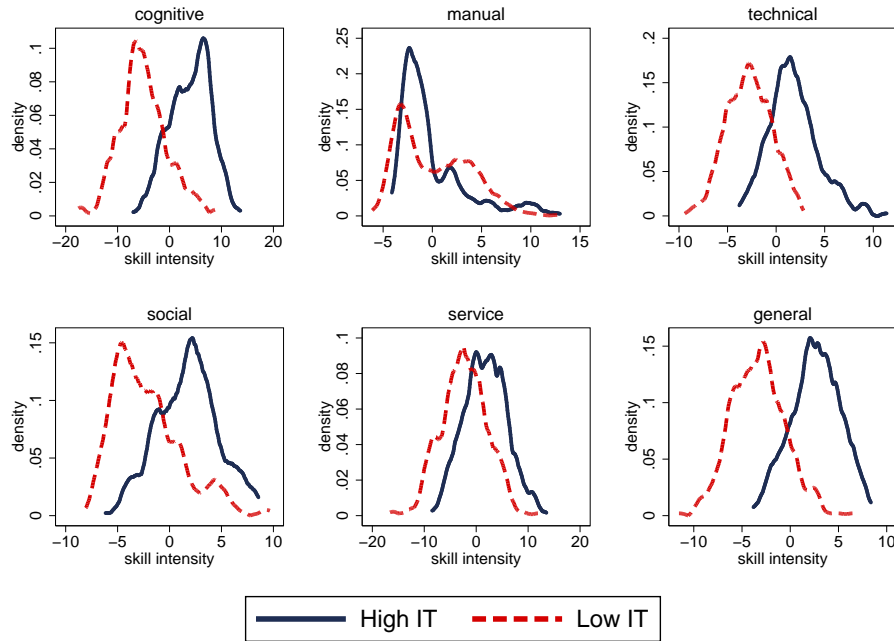 cognitive
density
0 .02 .04 .06 .08 .1
−20 −10 0 10 20
skill intensity
manual
density
0 .05 .1 .15 .2 .25
−5 0 5 10 15
skill intensity
technical
density
0 .05 .1 .15 .2
−10 −5 0 5 10
skill intensity
social
density
0 .05 .1 .15
−10 −5 0 5 10
skill intensity
service
density
0 .02 .04 .06 .08 .1
−20 −10 0 10 20
skill intensity
general
density
0 .05 .1 .15
−10 −5 0 5 10
skill intensity
High IT Low IT